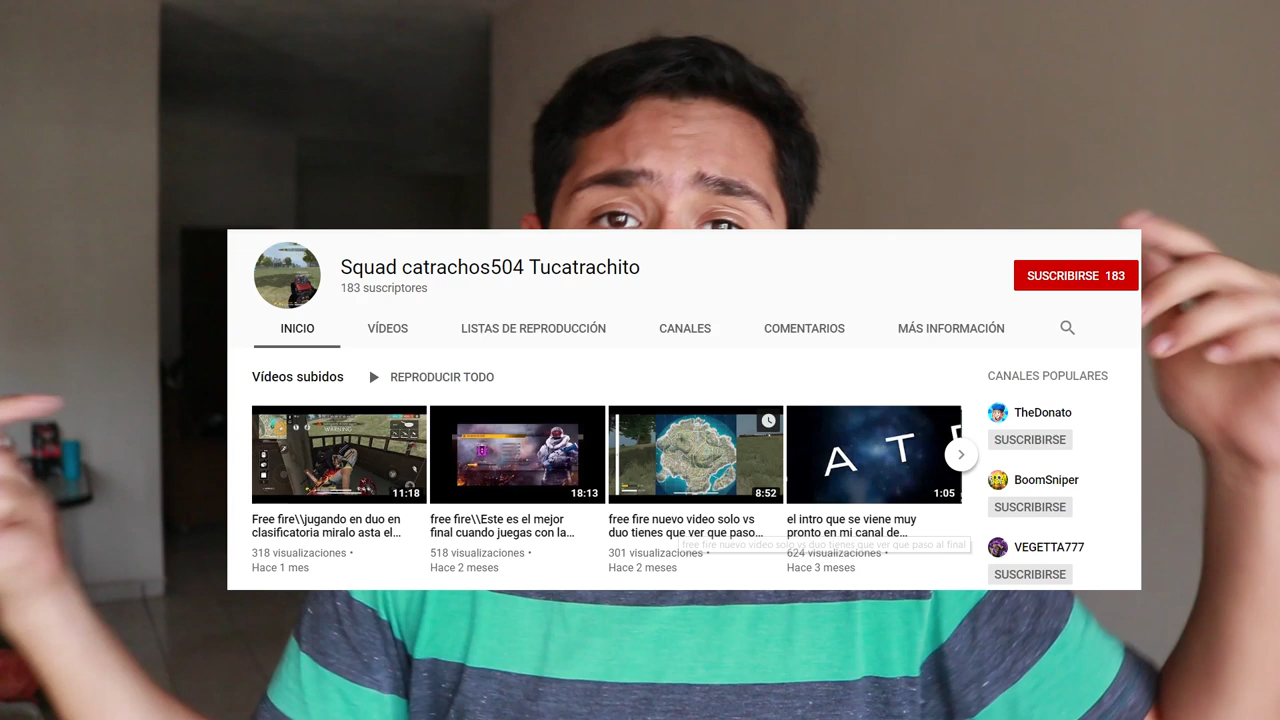 Squad catrachos504 Tucatrachito
183 suscriptores
SUSCRIBIRSE 183
INICIO
VÍDEOS
LISTAS DE REPRODUCCIÓN
CANALES
COMENTARIOS
MÁS INFORMACIÓN
Vídeos subidos
REPRODUCIR TODO
WARNING
11:18
Free fire\\jugando en duo en
clasificatoria miralo asta el...
318 visualizaciones •
Hace 1 mes
18:13
free fire\\Este es el mejor
final cuando juegas con la...
518 visualizaciones •
Hace 2 meses
8:52
free fire nuevo video solo vs
duo tienes que ver que paso...
301 visualizaciones •
Hace 2 meses
free fire nuevo video solo vs duo tienes que ver que paso al final
A T
1:05
el intro que se viene muy
pronto en mi canal de...
624 visualizaciones •
Hace 3 meses
CANALES POPULARES
TheDonato
SUSCRIBIRSE
BoomSniper
SUSCRIBIRSE
VEGETTA777
SUSCRIBIRSE